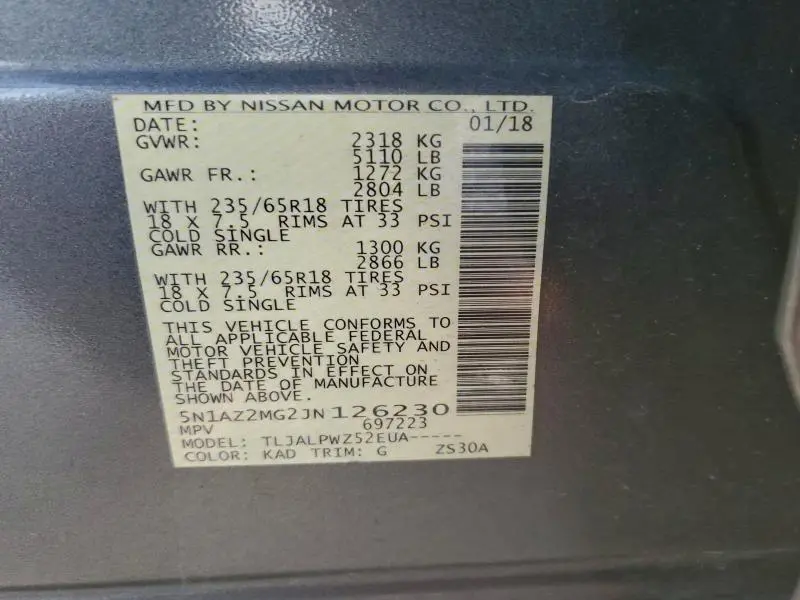 MFD BY NISSAN MOTOR CO., LTD.
DATE: 01/18
GVWR: 2318 KG
5110 LB
GAWR FR.: 1272 KG
2804 LB
WITH 235/65R18 TIRES
18 X 7.5 RIMS AT 33 PSI
COLD SINGLE
GAWR RR.: 1300 KG
2866 LB
WITH 235/65R18 TIRES
18 X 7.5 RIMS AT 33 PSI
COLD SINGLE
THIS VEHICLE CONFORMS TO
ALL APPLICABLE FEDERAL
MOTOR VEHICLE SAFETY AND
THEFT PREVENTION
STANDARDS IN EFFECT ON
THE DATE OF MANUFACTURE
SHOWN ABOVE.
5N1AZ2MG2JN126230
MPV 697223
MODEL: TLJALPWZ52EUA-----
COLOR: KAD TRIM: G ZS30A